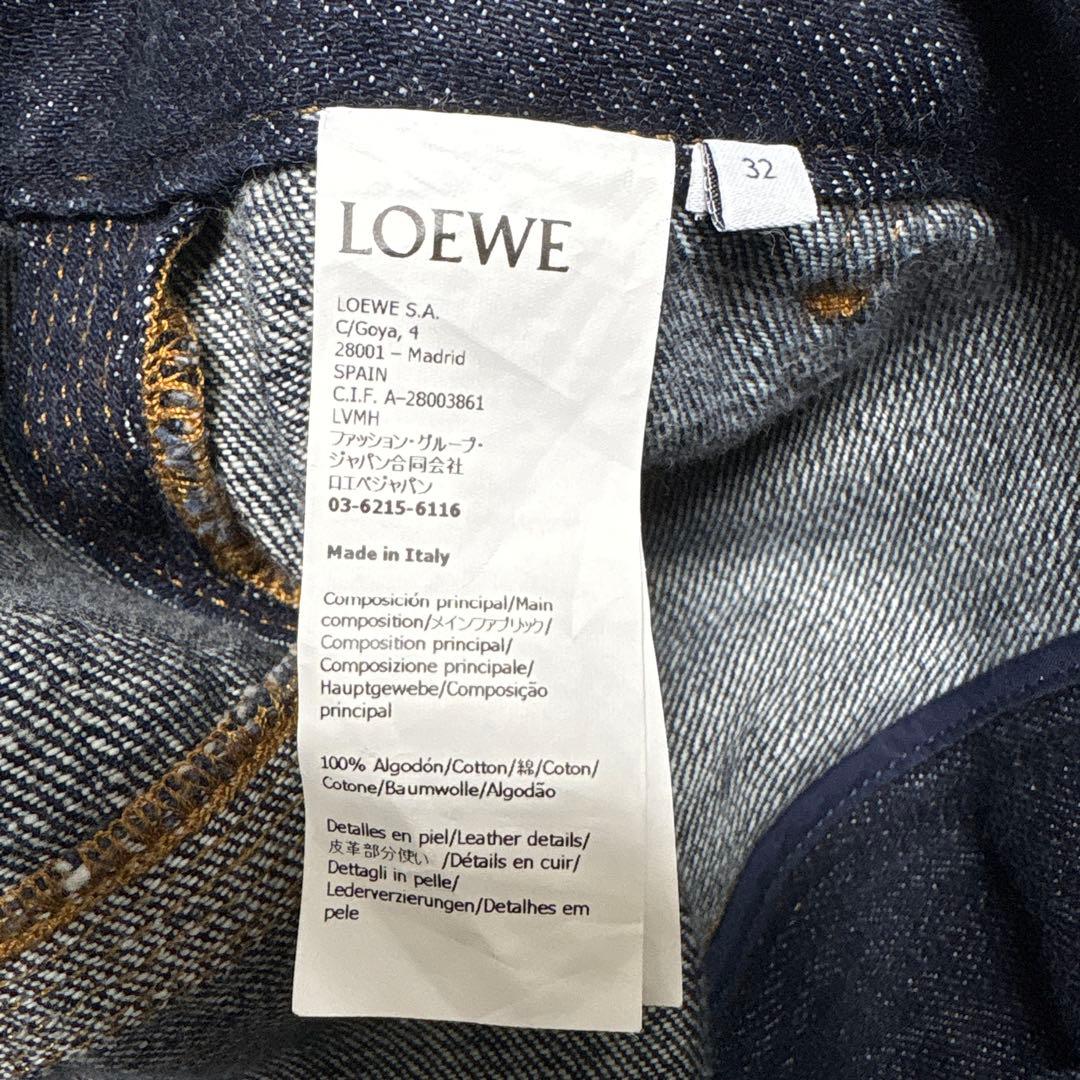 LOEWE
LOEWE S.A.
C/Goya, 4
28001 – Madrid
SPAIN
C.I.F. A–28003861
LVMH
ファッション・グループ・
ジャパン合同会社
ロエベジャパン
03-6215-6116
Made in Italy
Composición principal/Main
composition/メインファブリック/
Composition principal/
Composizione principale/
Hauptgewebe/Composição
principal
100% Algodón/Cotton/綿/Coton/
Cotone/Baumwolle/Algodão
Detalles en piel/Leather details/
皮革部分使い /Détails en cuir/
Dettagli in pelle/
Lederverzierungen/Detalhes em
pele
32